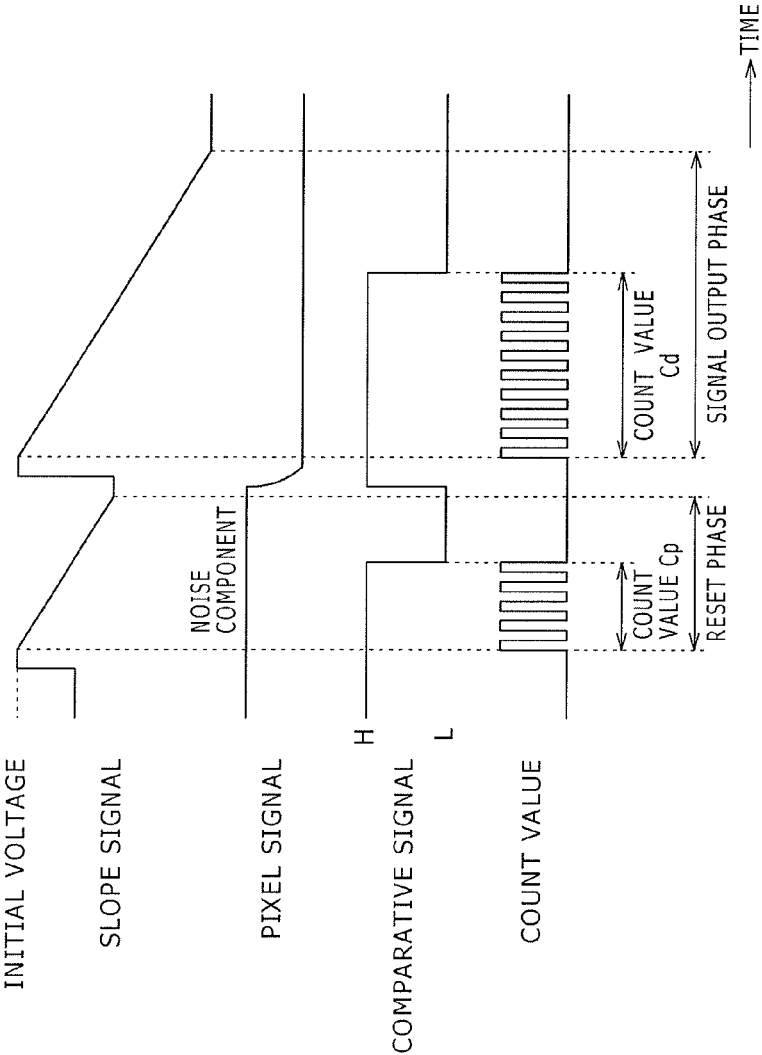 INITIAL VOLTAGE
SLOPE SIGNAL
NOISE
COMPONENT
PIXEL SIGNAL
H
L
COMPARATIVE SIGNAL
COUNT VALUE
COUNT
VALUE Cp
COUNT VALUE
Cd
RESET PHASE
SIGNAL OUTPUT PHASE
TIME